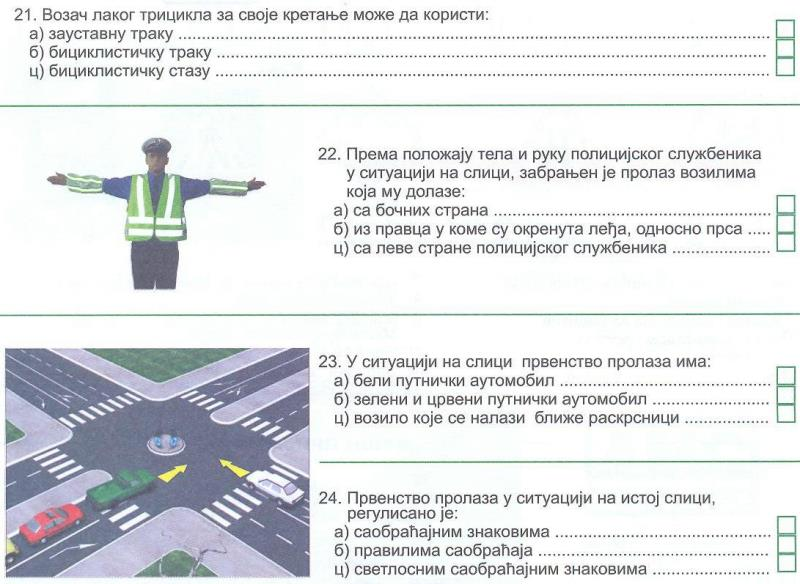 21. Возач лаког трицикла за своје кретање може да користи:
а) зауставну траку
б) бициклистичку траку
ц) бициклистичку стазу
22. Према положају тела и руку полицијског службеника
у ситуацији на слици, забрањен је пролаз возилима
која му долазе:
а) са бочних страна
б) из правца у коме су окренута леђа, односно прса
ц) са леве стране полицијског службеника
23. У ситуацији на слици првенство пролаза има:
а) бели путнички аутомобил
б) зелени и црвени путнички аутомобил
ц) возило које се налази ближе раскрсници
24. Првенство пролаза у ситуацији на истој слици,
регулисано је:
а) саобраћајним знаковима
б) правилима саобраћаја
ц) светлосним саобраћајним знаковима